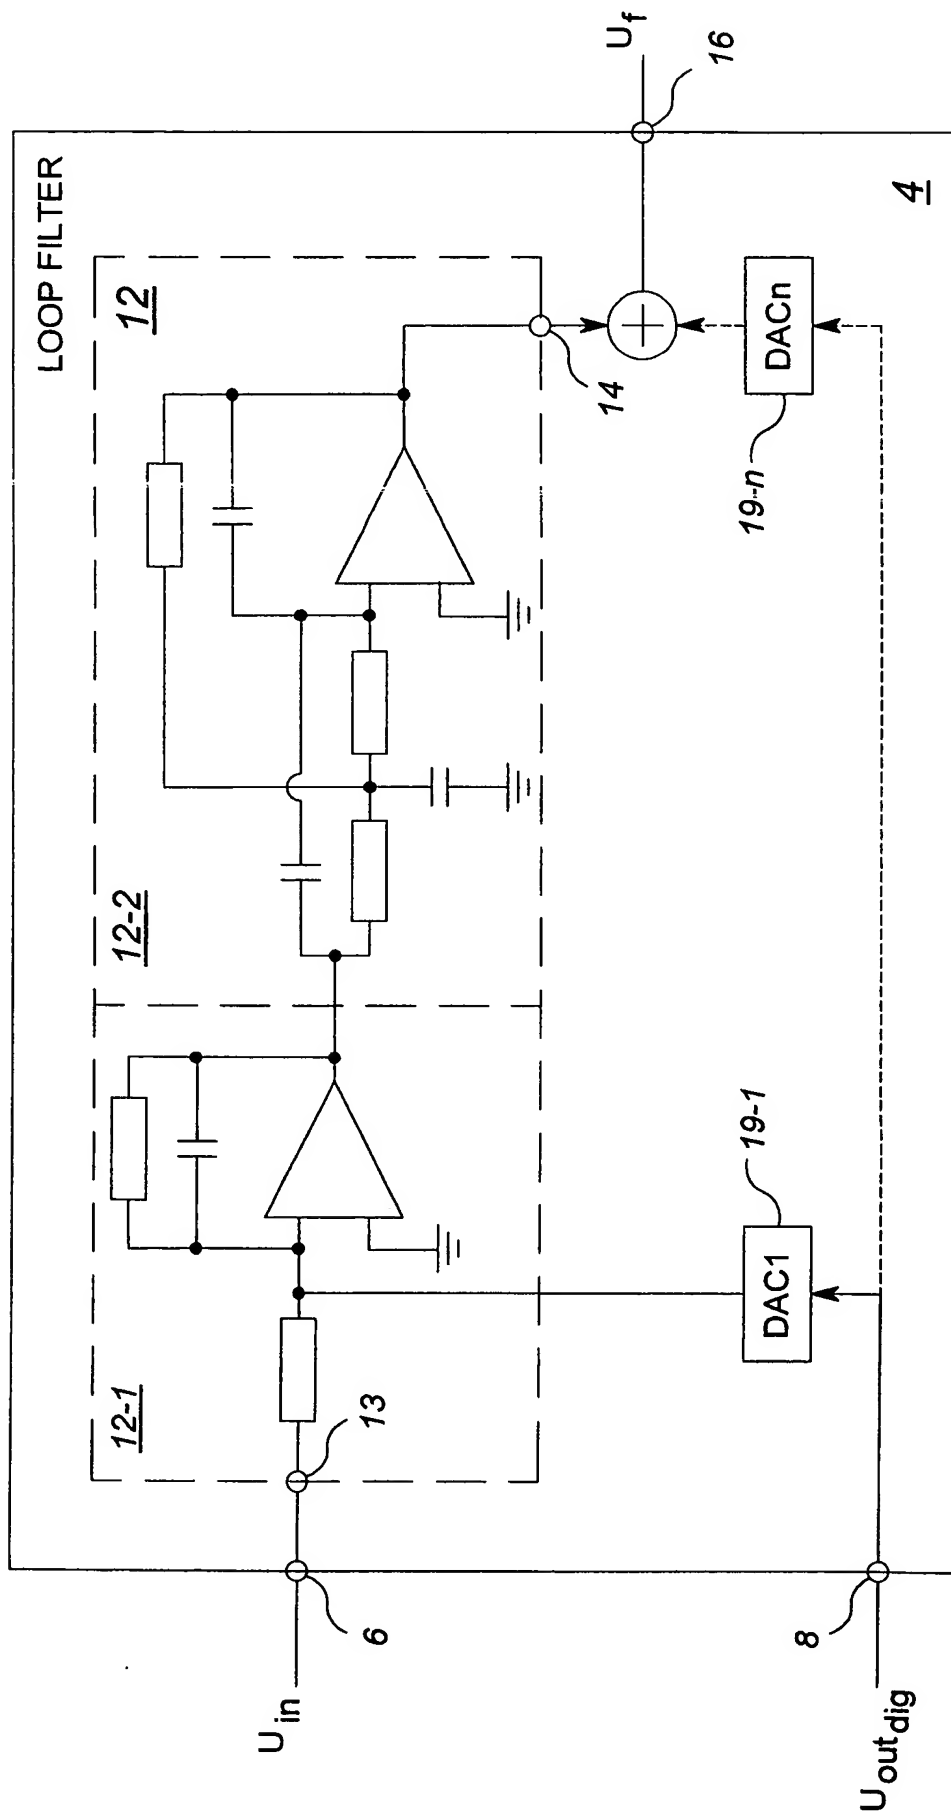 LOOP FILTER
12-1
12-2
12
U_in
6
13
14
U_f
16
DAC1
19-1
DACn
19-n
U_out_dig
8
4